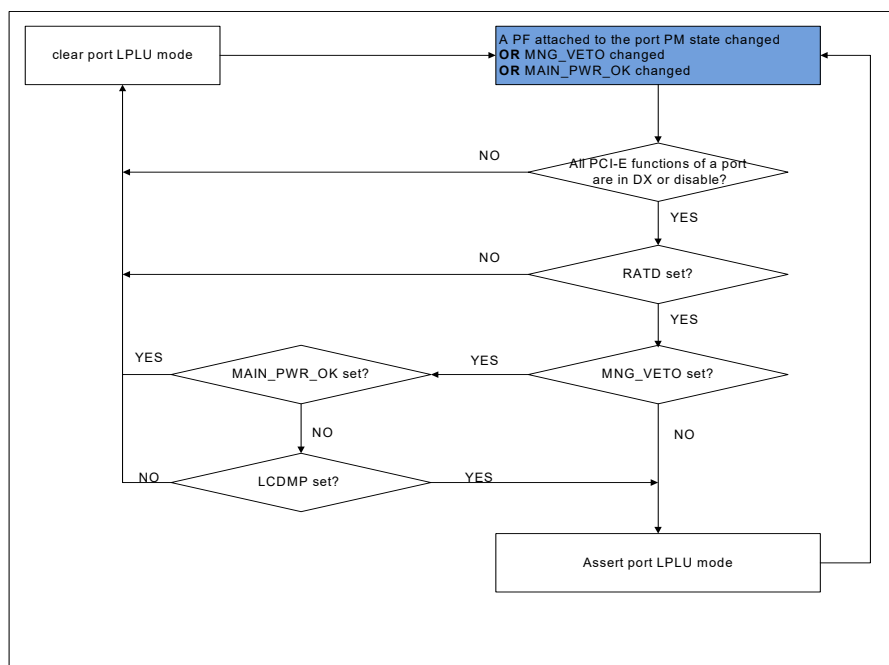 clear port LPLU mode
A PF attached to the port PM state changed
OR MNG_VETO changed
OR MAIN_PWR_OK changed
NO
All PCI-E functions of a port
are in DX or disable?
YES
NO
RATD set?
YES
YES
MAIN_PWR_OK set?
YES
MNG_VETO set?
NO
NO
NO
LCDMP set?
YES
Assert port LPLU mode